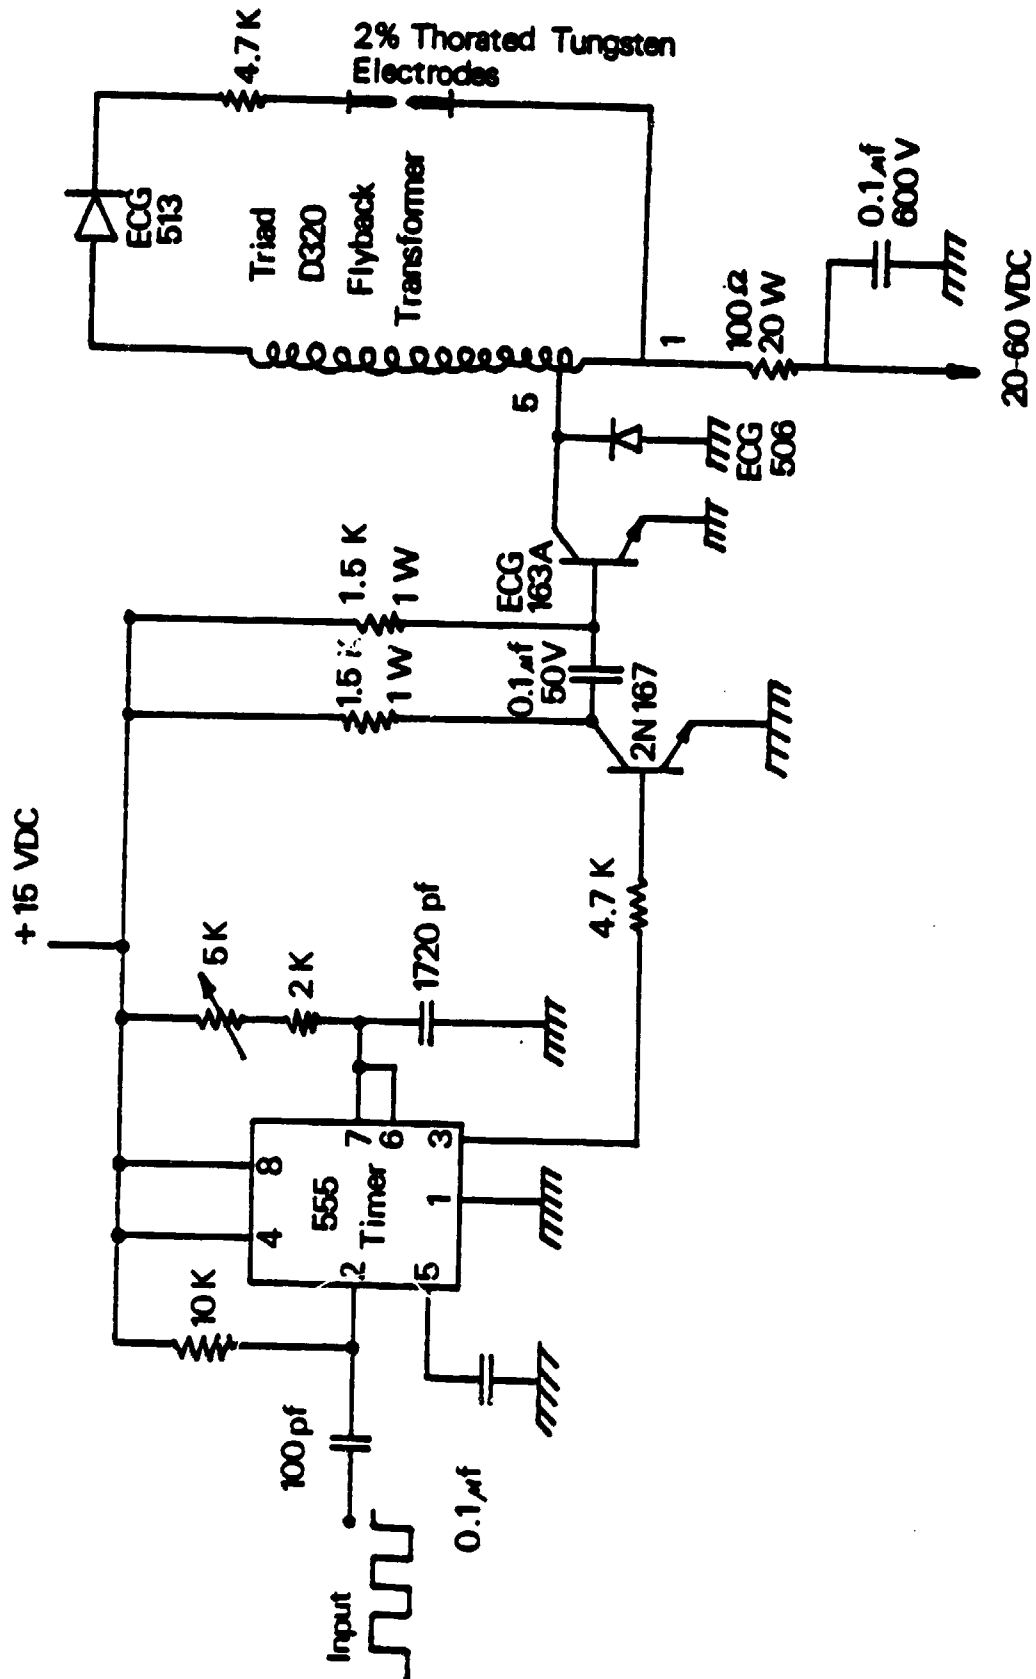 +15 VDC
Input
100 pf
0.1 µf
10 K
4
8
2
555
Timer
7
6
5
1
3
5 K
2 K
1720 pf
4.7 K
1.5 K
1 W
1.5 K
1 W
0.1 µf
50 V
2N 167
ECG
163A
ECG
506
5
1
Triad
D320
Flyback
Transformer
ECG
513
4.7 K
2% Thorated Tungsten
Electrodes
100 Ω
20 W
0.1 µf
600 V
20-60 VDC